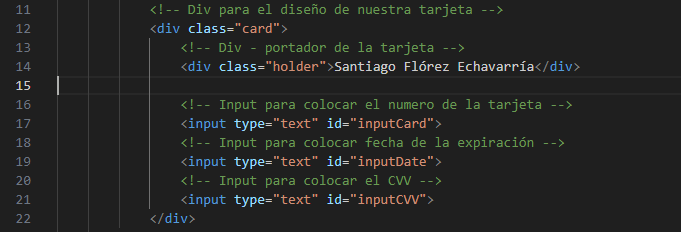 11 <!-- Div para el diseño de nuestra tarjeta -->
12 <div class="card">
13 <!-- Div - portador de la tarjeta -->
14 <div class="holder">Santiago Flórez Echavarría</div>
15
16 <!-- Input para colocar el numero de la tarjeta -->
17 <input type="text" id="inputCard">
18 <!-- Input para colocar fecha de la expiración -->
19 <input type="text" id="inputDate">
20 <!-- Input para colocar el CVV -->
21 <input type="text" id="inputCVV">
22 </div>